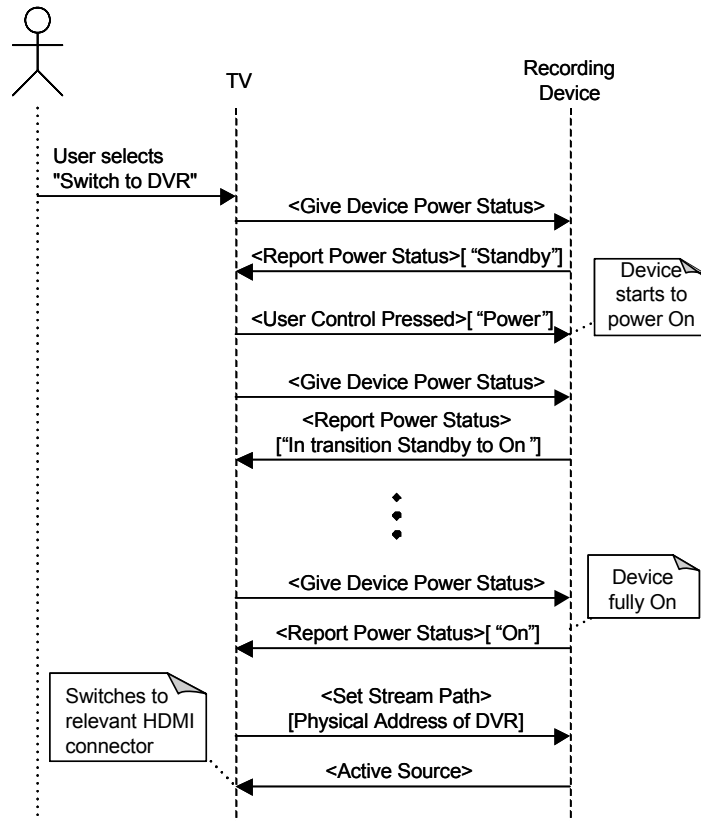 TV
Recording
Device
User selects
"Switch to DVR"
<Give Device Power Status>
<Report Power Status>[ “Standby”]
Device
starts to
power On
<User Control Pressed>[ “Power”]
<Give Device Power Status>
<Report Power Status>
[“In transition Standby to On ”]
<Give Device Power Status>
Device
fully On
<Report Power Status>[ “On”]
Switches to
relevant HDMI
connector
<Set Stream Path>
[Physical Address of DVR]
<Active Source>